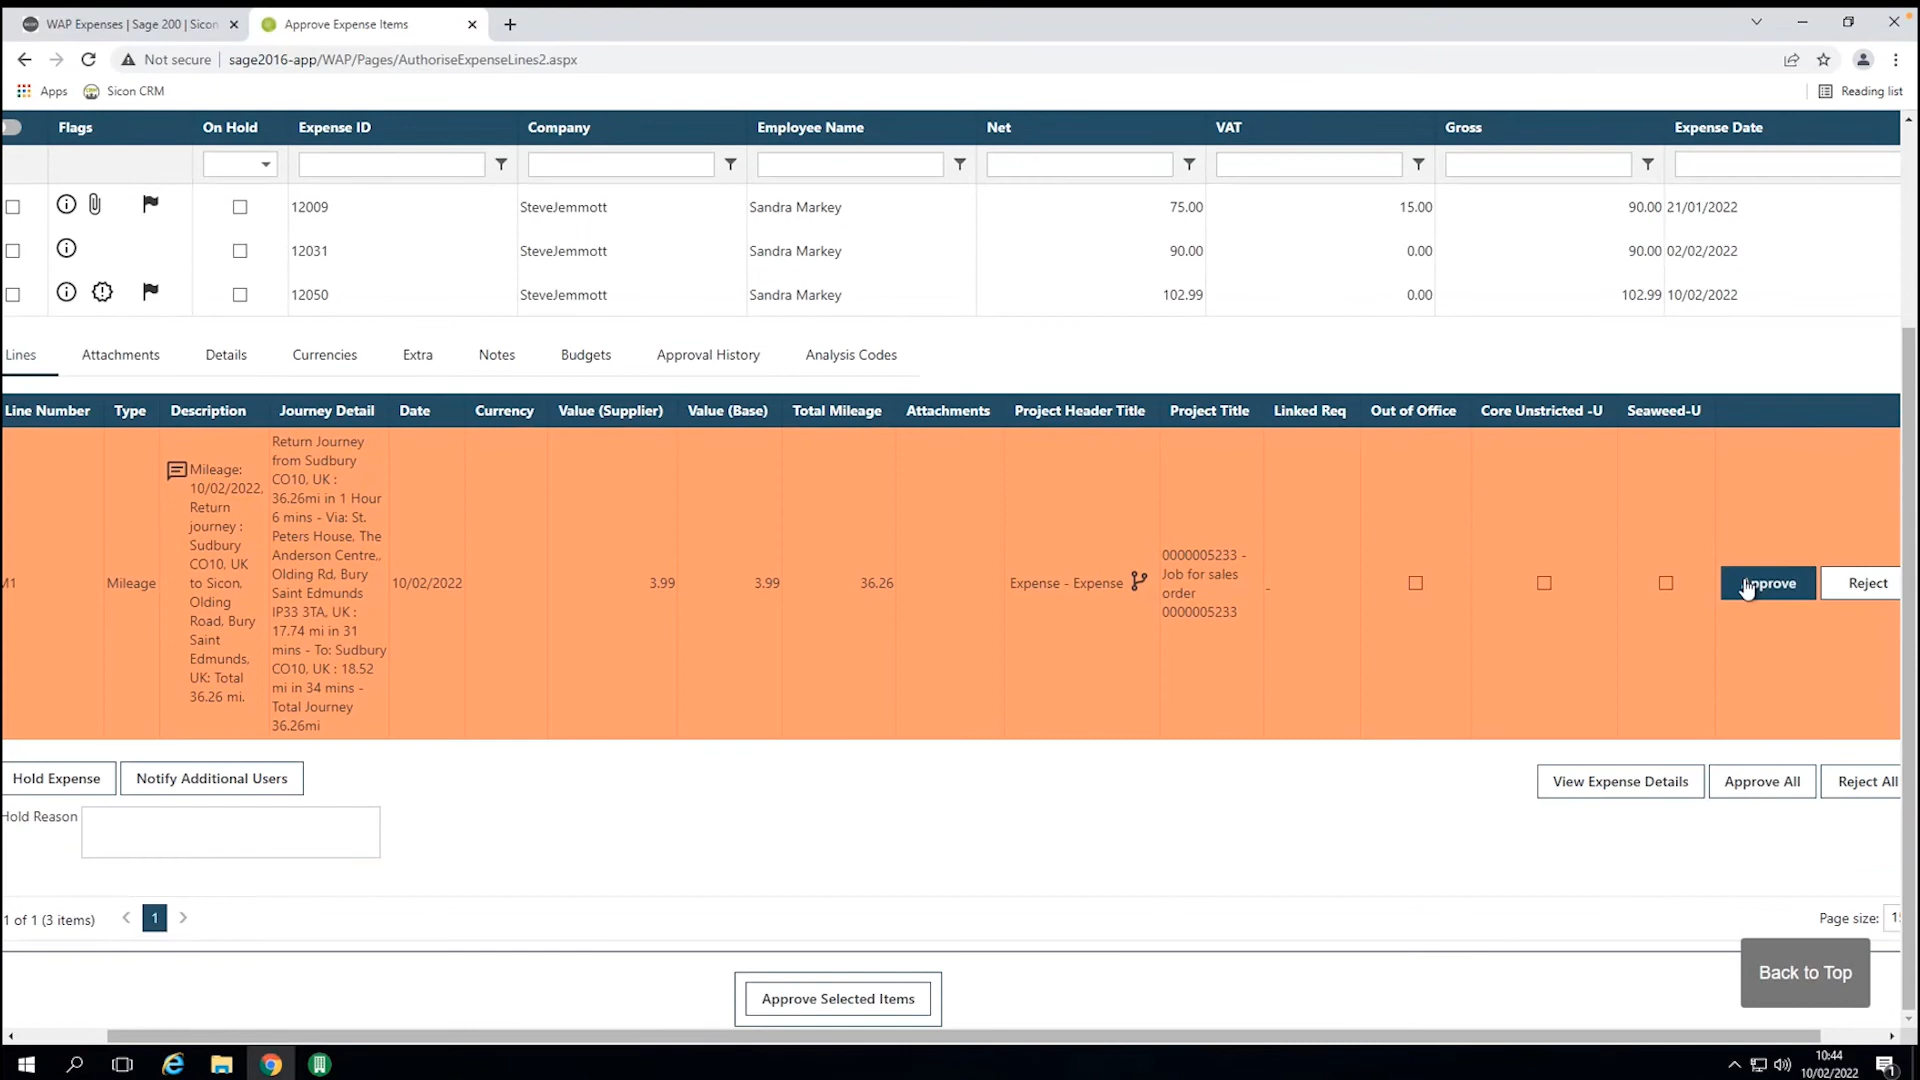 WAP Expenses | Sage 200 | Sicon
Approve Expense Items
Not secure
sage2016-app/WAP/Pages/AuthoriseExpenseLines2.aspx
Apps
Sicon CRM
Reading list
Flags On Hold Expense ID Company Employee Name Net VAT Gross Expense Date
12009 SteveJemmott Sandra Markey 75.00 15.00 90.00 21/01/2022
12031 SteveJemmott Sandra Markey 90.00 0.00 90.00 02/02/2022
12050 SteveJemmott Sandra Markey 102.99 0.00 102.99 10/02/2022
Lines Attachments Details Currencies Extra Notes Budgets Approval History Analysis Codes
Line Number Type Description Journey Detail Date Currency Value (Supplier) Value (Base) Total Mileage Attachments Project Header Title Project Title Linked Req Out of Office Core Unstricted -U Seaweed-U
M1
Mileage
Mileage:
10/02/2022,
Return
journey :
Sudbury
CO10, UK
to Sicon,
Olding
Road, Bury
Saint
Edmunds,
UK: Total
36.26 mi.
Return Journey
from Sudbury
CO10, UK :
36.26mi in 1 Hour
6 mins - Via: St.
Peters House, The
Anderson Centre,,
Olding Rd, Bury
Saint Edmunds
IP33 3TA, UK :
17.74 mi in 31
mins - To: Sudbury
CO10, UK : 18.52
mi in 34 mins -
Total Journey
36.26mi
10/02/2022
3.99
3.99
36.26
Expense - Expense
0000005233 -
Job for sales
order
0000005233
-
Approve
Reject
Hold Expense
Notify Additional Users
View Expense Details
Approve All
Reject All
Hold Reason
1 of 1 (3 items)
1
Page size:
Back to Top
Approve Selected Items
10:44
10/02/2022
1